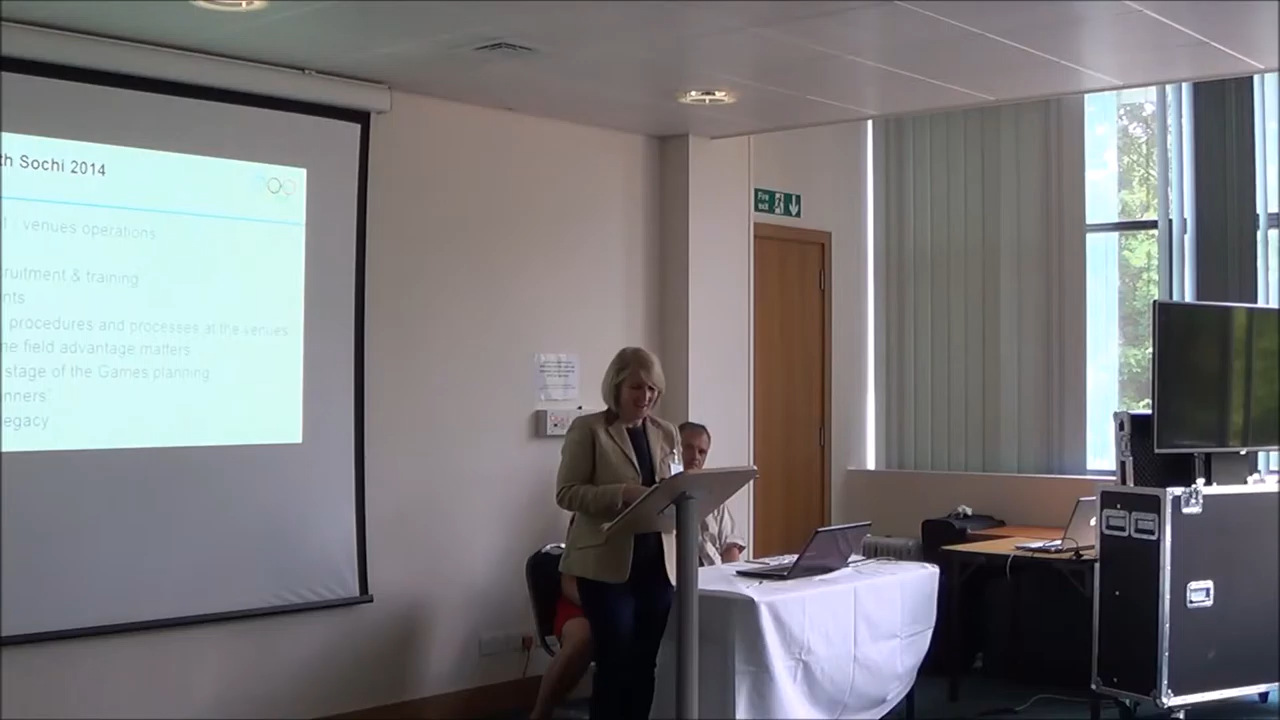 th Sochi 2014
venues operations
ruitment & training
nts
procedures and processes at the venues
me field advantage matters
stage of the Games planning
nners"
egacy
Fire
exit